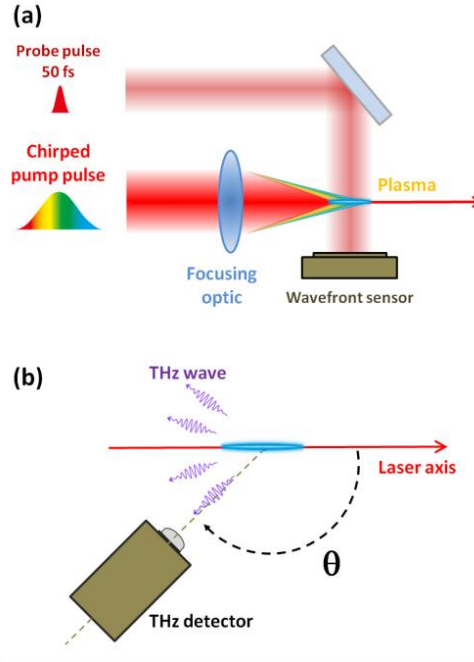 (a)
Probe pulse
50 fs
Chirped
pump pulse
Plasma
Focusing
optic
Wavefront sensor
(b)
THz wave
Laser axis
θ
THz detector